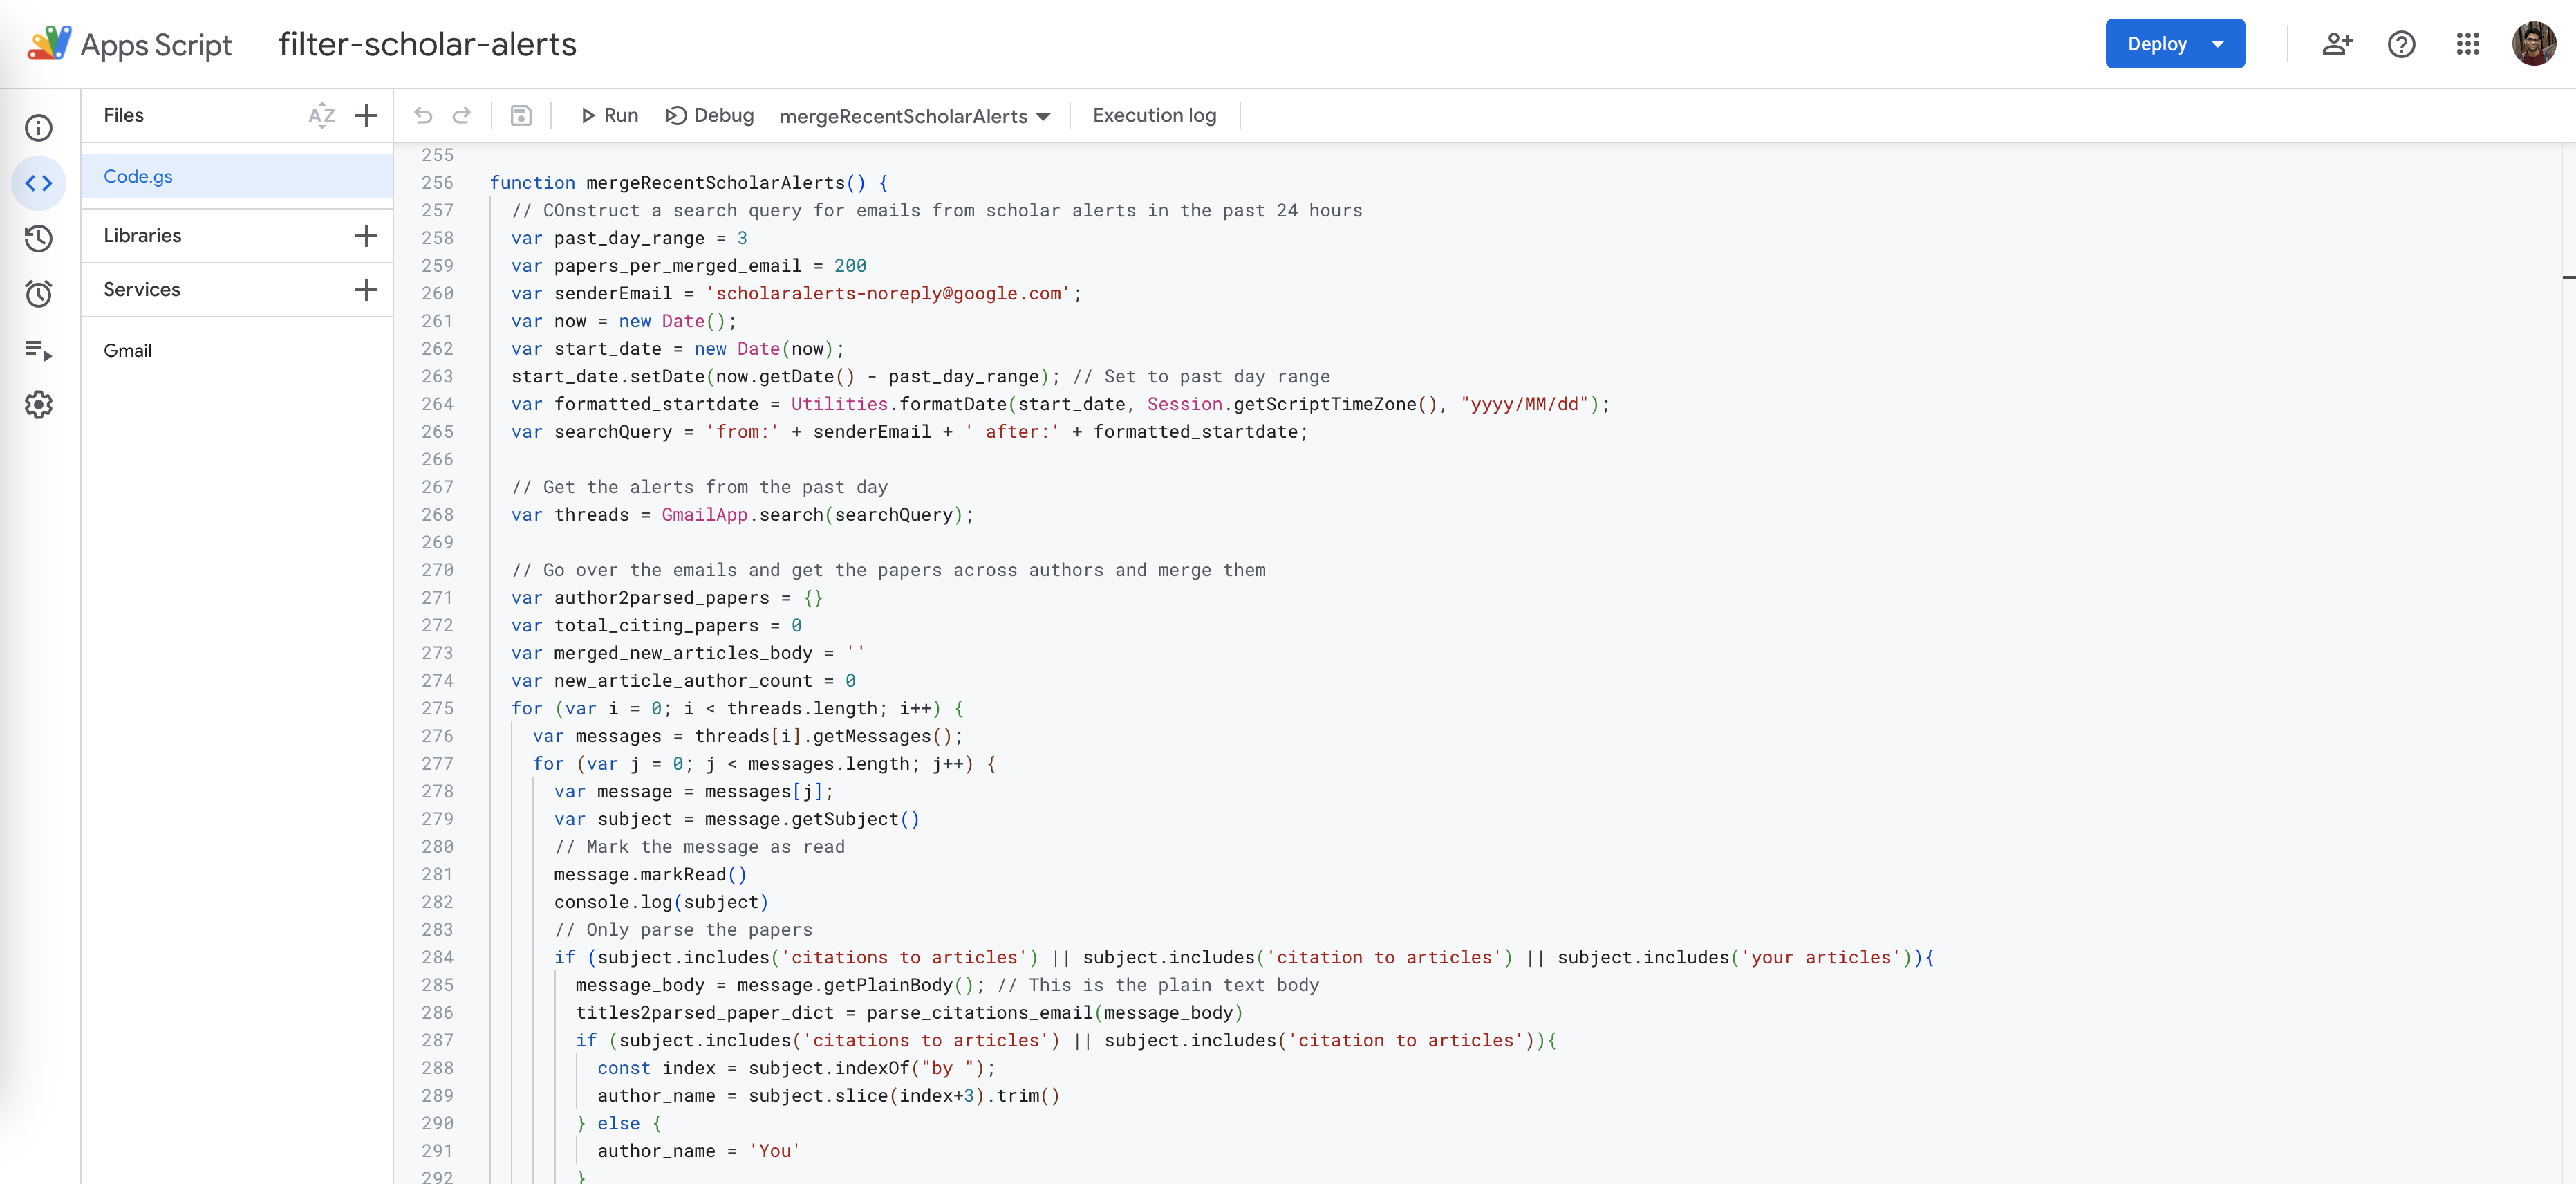 Apps Script filter-scholar-alerts Deploy
Files AZ Run Debug mergeRecentScholarAlerts Execution log
Code.gs
Libraries
Services
Gmail
255
256 function mergeRecentScholarAlerts() {
257 // COnstruct a search query for emails from scholar alerts in the past 24 hours
258 var past_day_range = 3
259 var papers_per_merged_email = 200
260 var senderEmail = 'scholaralerts-noreply@google.com';
261 var now = new Date();
262 var start_date = new Date(now);
263 start_date.setDate(now.getDate() - past_day_range); // Set to past day range
264 var formatted_startdate = Utilities.formatDate(start_date, Session.getScriptTimeZone(), "yyyy/MM/dd");
265 var searchQuery = 'from:' + senderEmail + ' after:' + formatted_startdate;
266
267 // Get the alerts from the past day
268 var threads = GmailApp.search(searchQuery);
269
270 // Go over the emails and get the papers across authors and merge them
271 var author2parsed_papers = {}
272 var total_citing_papers = 0
273 var merged_new_articles_body = ''
274 var new_article_author_count = 0
275 for (var i = 0; i < threads.length; i++) {
276 var messages = threads[i].getMessages();
277 for (var j = 0; j < messages.length; j++) {
278 var message = messages[j];
279 var subject = message.getSubject()
280 // Mark the message as read
281 message.markRead()
282 console.log(subject)
283 // Only parse the papers
284 if (subject.includes('citations to articles') || subject.includes('citation to articles') || subject.includes('your articles')){
285 message_body = message.getPlainBody(); // This is the plain text body
286 titles2parsed_paper_dict = parse_citations_email(message_body)
287 if (subject.includes('citations to articles') || subject.includes('citation to articles')){
288 const index = subject.indexOf("by ");
289 author_name = subject.slice(index+3).trim()
290 } else {
291 author_name = 'You'
292 }